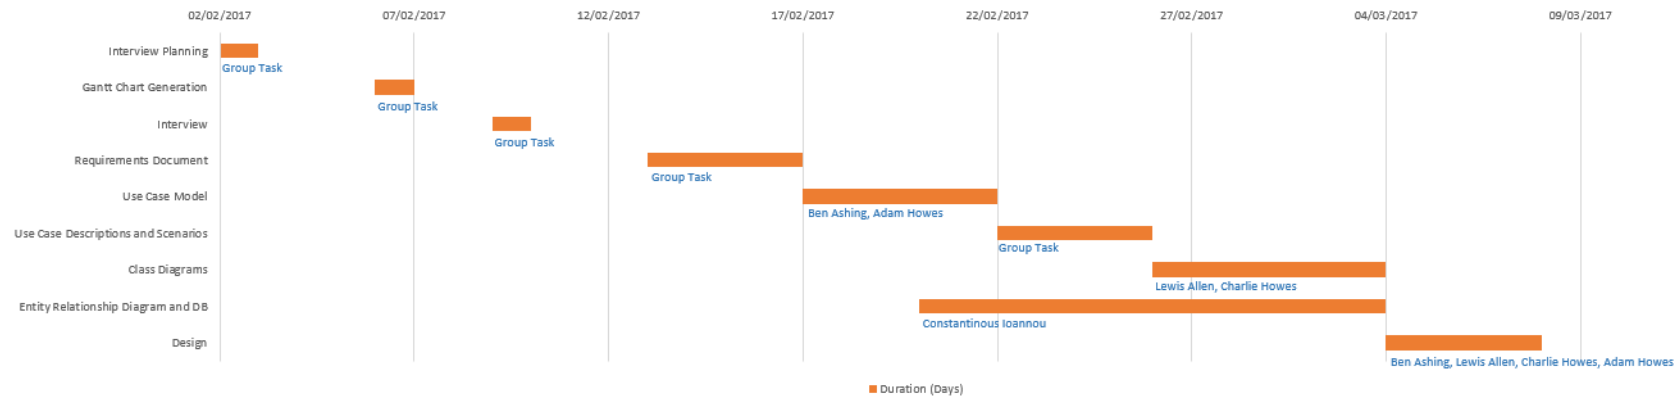 02/02/2017 07/02/2017 12/02/2017 17/02/2017 22/02/2017 27/02/2017 04/03/2017 09/03/2017
Interview Planning
Group Task
Gantt Chart Generation
Group Task
Interview
Group Task
Requirements Document
Group Task
Use Case Model
Ben Ashing, Adam Howes
Use Case Descriptions and Scenarios
Group Task
Class Diagrams
Lewis Allen, Charlie Howes
Entity Relationship Diagram and DB
Constantinous Ioannou
Design
Ben Ashing, Lewis Allen, Charlie Howes, Adam Howes
Duration (Days)